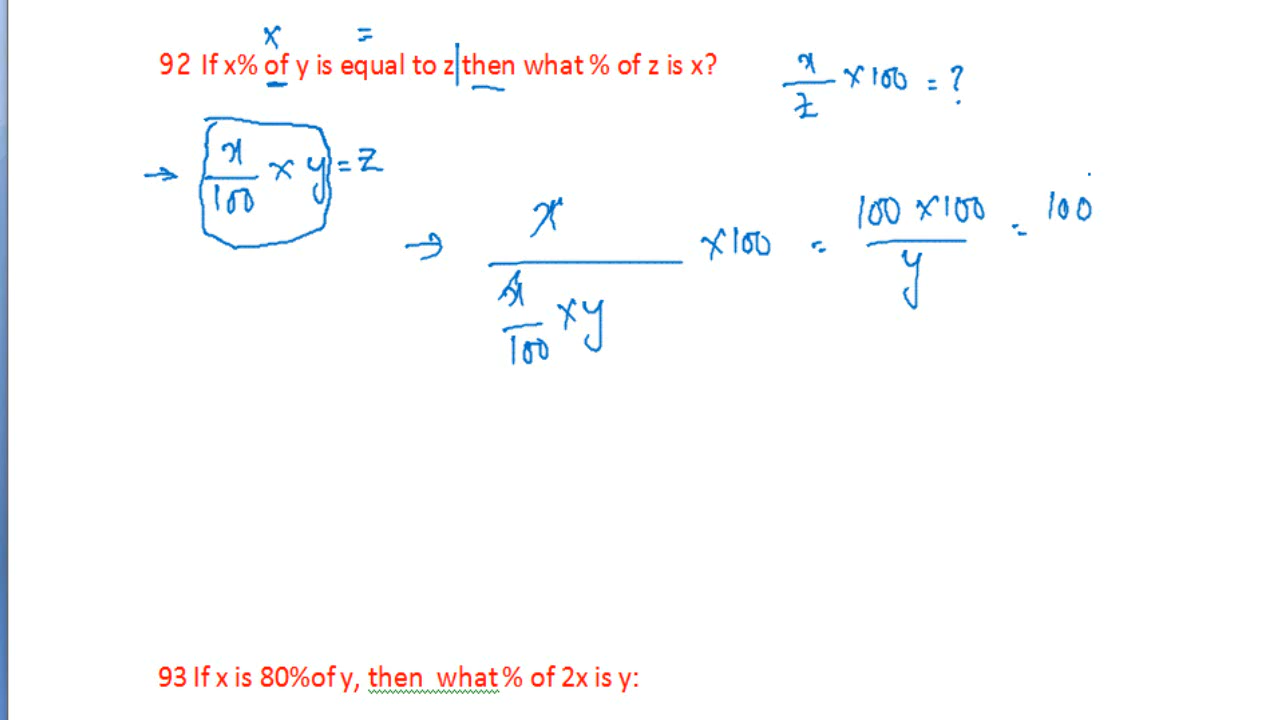 x =
92 If x% of y is equal to z then what % of z is x?
x/z × 100 = ?
→ x/100 × y = z
→ x / (x/100 × y) × 100 = 100 × 100 / y = 100
93 If x is 80%of y, then what % of 2x is y: